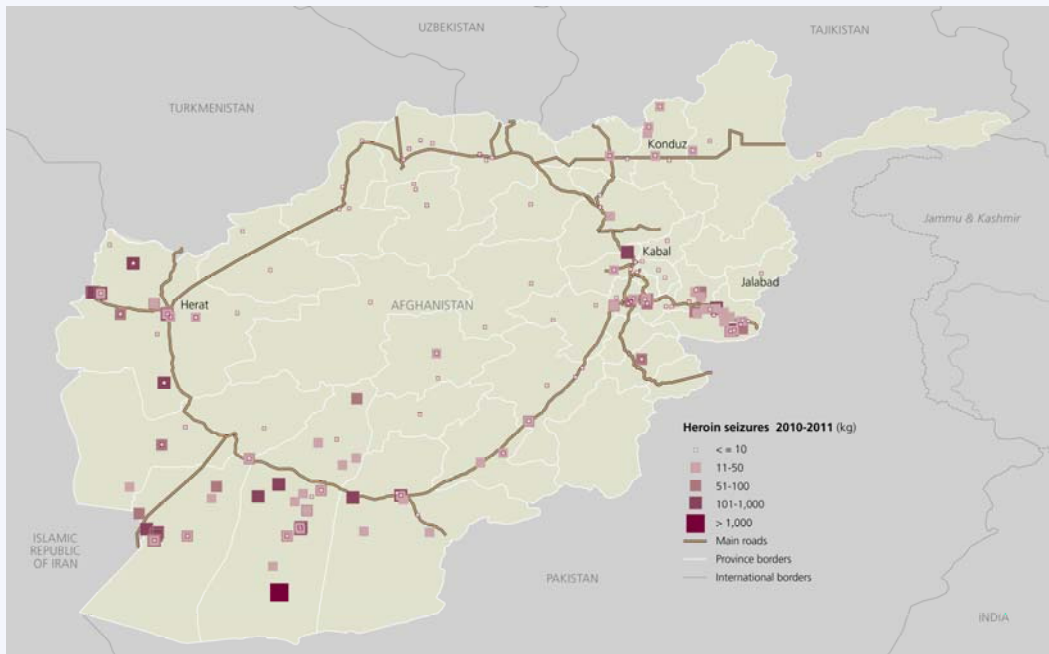 UZBEKISTAN
TAJIKISTAN
TURKMENISTAN
Konduz
Jammu & Kashmir
Kabal
Jalabad
Herat
AFGHANISTAN
Heroin seizures 2010-2011 (kg)
< = 10
11-50
51-100
101-1,000
> 1,000
Main roads
Province borders
International borders
ISLAMIC
REPUBLIC
OF IRAN
PAKISTAN
INDIA